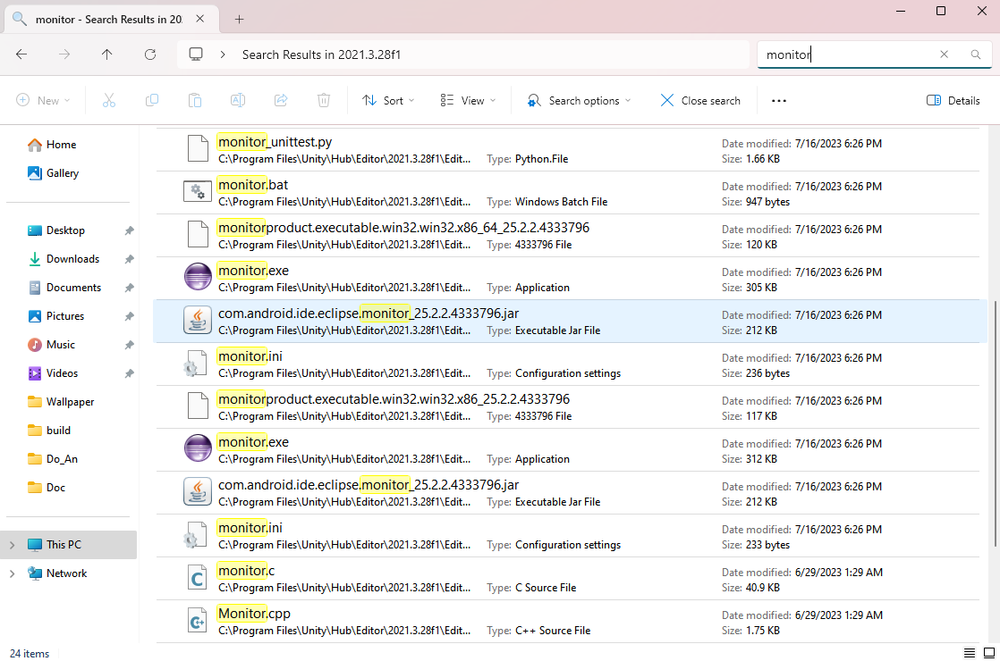 monitor - Search Results in 20
Search Results in 2021.3.28f1
monitor
New
Sort
View
Search options
Close search
Details
Home
Gallery
Desktop
Downloads
Documents
Pictures
Music
Videos
Wallpaper
build
Do_An
Doc
This PC
Network
monitor_unittest.py
Date modified: 7/16/2023 6:26 PM
C:\Program Files\Unity\Hub\Editor\2021.3.28f1\Edit... Type: Python.File
Size: 1.66 KB
monitor.bat
Date modified: 7/16/2023 6:26 PM
C:\Program Files\Unity\Hub\Editor\2021.3.28f1\Edit... Type: Windows Batch File
Size: 947 bytes
monitorproduct.executable.win32.win32.x86_64_25.2.2.4333796
Date modified: 7/16/2023 6:26 PM
C:\Program Files\Unity\Hub\Editor\2021.3.28f1\Edit... Type: 4333796 File
Size: 120 KB
monitor.exe
Date modified: 7/16/2023 6:26 PM
C:\Program Files\Unity\Hub\Editor\2021.3.28f1\Edit... Type: Application
Size: 305 KB
com.android.ide.eclipse.monitor_25.2.2.4333796.jar
Date modified: 7/16/2023 6:26 PM
C:\Program Files\Unity\Hub\Editor\2021.3.28f1\Edit... Type: Executable Jar File
Size: 212 KB
monitor.ini
Date modified: 7/16/2023 6:26 PM
C:\Program Files\Unity\Hub\Editor\2021.3.28f1\Edit... Type: Configuration settings
Size: 236 bytes
monitorproduct.executable.win32.win32.x86_25.2.2.4333796
Date modified: 7/16/2023 6:26 PM
C:\Program Files\Unity\Hub\Editor\2021.3.28f1\Edit... Type: 4333796 File
Size: 117 KB
monitor.exe
Date modified: 7/16/2023 6:26 PM
C:\Program Files\Unity\Hub\Editor\2021.3.28f1\Edit... Type: Application
Size: 312 KB
com.android.ide.eclipse.monitor_25.2.2.4333796.jar
Date modified: 7/16/2023 6:26 PM
C:\Program Files\Unity\Hub\Editor\2021.3.28f1\Edit... Type: Executable Jar File
Size: 212 KB
monitor.ini
Date modified: 7/16/2023 6:26 PM
C:\Program Files\Unity\Hub\Editor\2021.3.28f1\Edit... Type: Configuration settings
Size: 233 bytes
monitor.c
Date modified: 6/29/2023 1:29 AM
C:\Program Files\Unity\Hub\Editor\2021.3.28f1\Edit... Type: C Source File
Size: 40.9 KB
Monitor.cpp
Date modified: 6/29/2023 1:29 AM
C:\Program Files\Unity\Hub\Editor\2021.3.28f1\Edit... Type: C++ Source File
Size: 1.75 KB
24 items